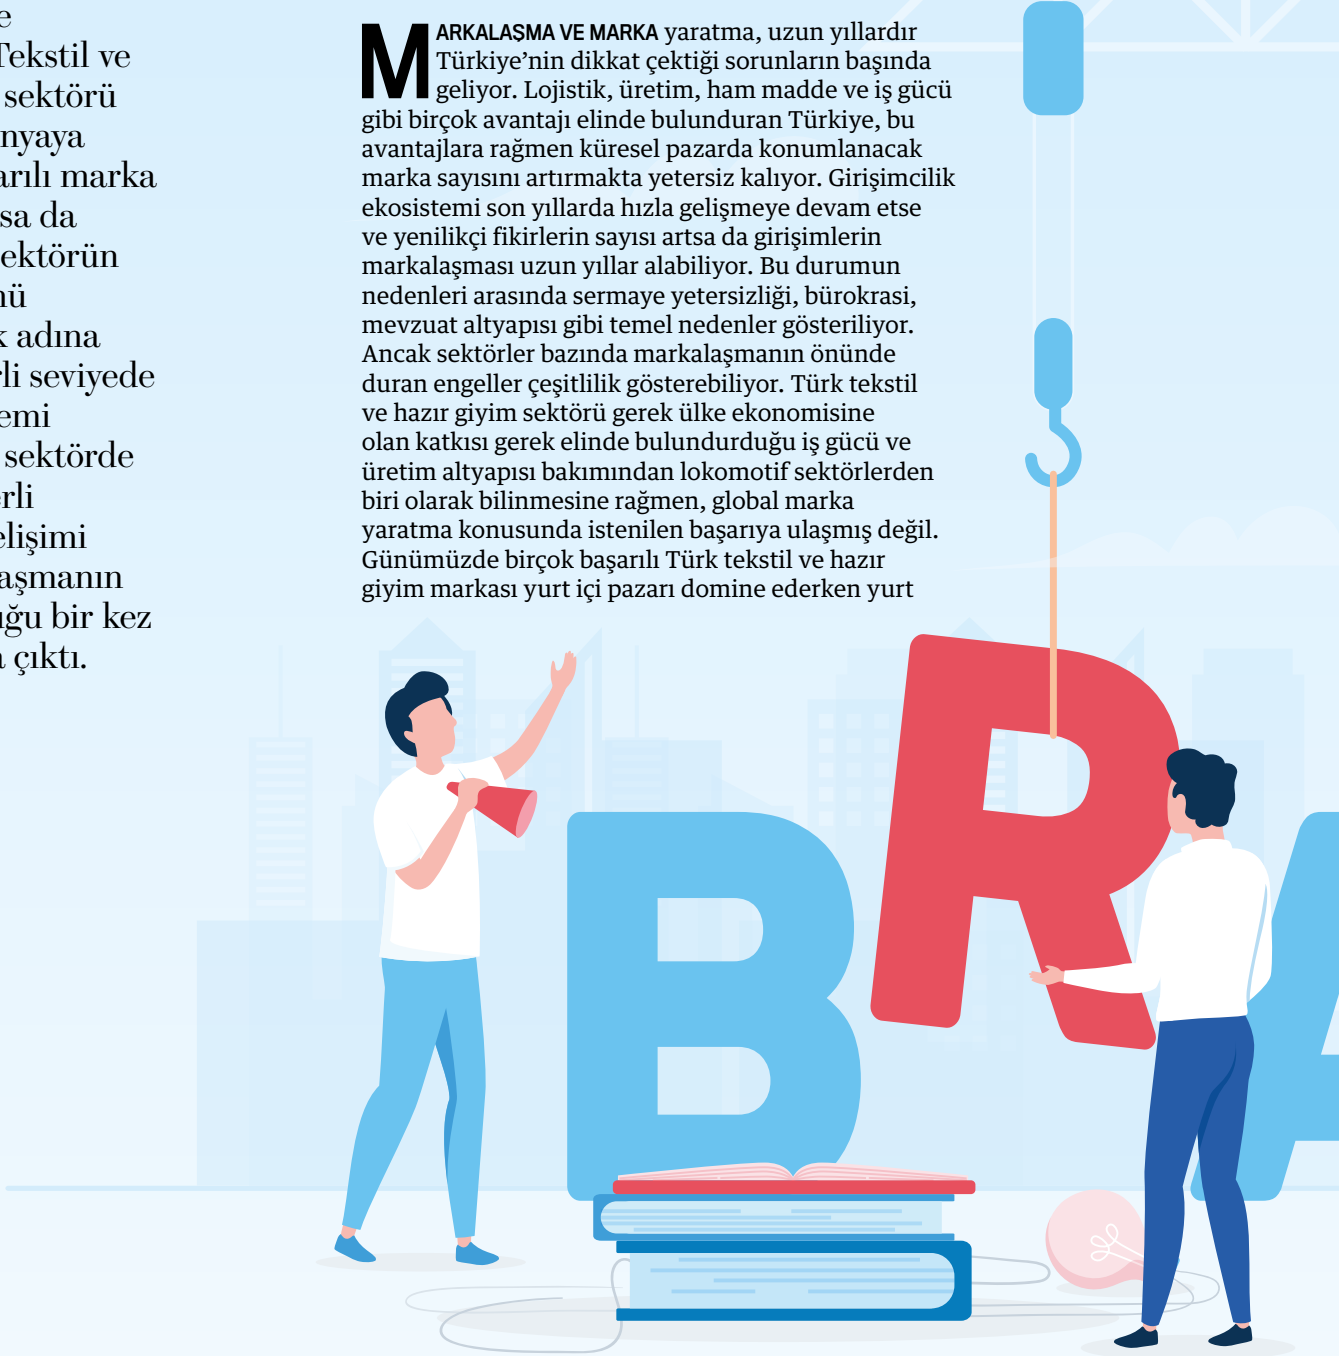 e
Tekstil ve
sektörü
nyaya
arılı marka
sa da
ektörün
nü
k adına
rli seviyede
emi
sektörde
erli
elişimi
aşmanın
uğu bir kez
a çıktı.
MARKALAŞMA VE MARKA yaratma, uzun yıllardır
Türkiye’nin dikkat çektiği sorunların başında
geliyor. Lojistik, üretim, ham madde ve iş gücü
gibi birçok avantajı elinde bulunduran Türkiye, bu
avantajlara rağmen küresel pazarda konumlanacak
marka sayısını artırmakta yetersiz kalıyor. Girişimcilik
ekosistemi son yıllarda hızla gelişmeye devam etse
ve yenilikçi fikirlerin sayısı artsa da girişimlerin
markalaşması uzun yıllar alabiliyor. Bu durumun
nedenleri arasında sermaye yetersizliği, bürokrasi,
mevzuat altyapısı gibi temel nedenler gösteriliyor.
Ancak sektörler bazında markalaşmanın önünde
duran engeller çeşitlilik gösterebiliyor. Türk tekstil
ve hazır giyim sektörü gerek ülke ekonomisine
olan katkısı gerek elinde bulundurduğu iş gücü ve
üretim altyapısı bakımından lokomotif sektörlerden
biri olarak bilinmesine rağmen, global marka
yaratma konusunda istenilen başarıya ulaşmış değil.
Günümüzde birçok başarılı Türk tekstil ve hazır
giyim markası yurt içi pazarı domine ederken yurt
BRA